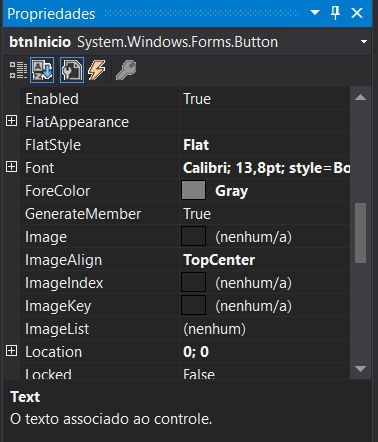 Propriedades
btnInicio System.Windows.Forms.Button
Enabled True
FlatAppearance
FlatStyle Flat
Font Calibri; 13,8pt; style=Bo
ForeColor Gray
GenerateMember True
Image (nenhum/a)
ImageAlign TopCenter
ImageIndex (nenhum/a)
ImageKey (nenhum/a)
ImageList (nenhum)
Location 0; 0
Locked False
Text
O texto associado ao controle.